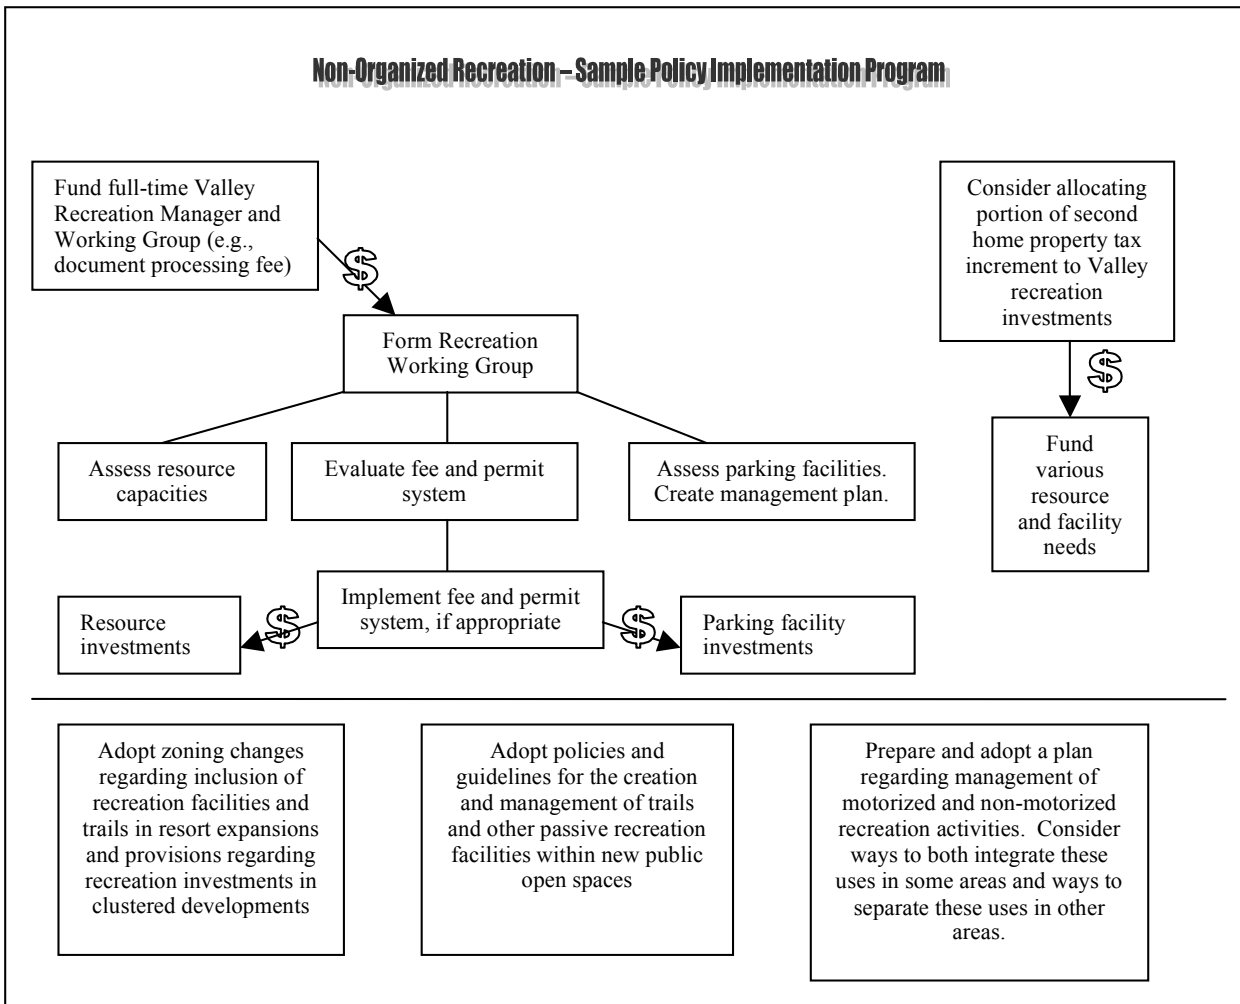 Non-Organized Recreation – Sample Policy Implementation Program
Fund full-time Valley
Recreation Manager and
Working Group (e.g.,
document processing fee)
$
Consider allocating
portion of second
home property tax
increment to Valley
recreation
investments
$
Form Recreation
Working Group
Assess resource
capacities
Evaluate fee and permit
system
Assess parking facilities.
Create management plan.
Fund
various
resource
and facility
needs
Implement fee and permit
system, if appropriate
$
$
Resource
investments
Parking facility
investments
Adopt zoning changes
regarding inclusion of
recreation facilities and
trails in resort expansions
and provisions regarding
recreation investments in
clustered developments
Adopt policies and
guidelines for the creation
and management of trails
and other passive recreation
facilities within new public
open spaces
Prepare and adopt a plan
regarding management of
motorized and non-motorized
recreation activities.  Consider
ways to both integrate these
uses in some areas and ways to
separate these uses in other
areas.